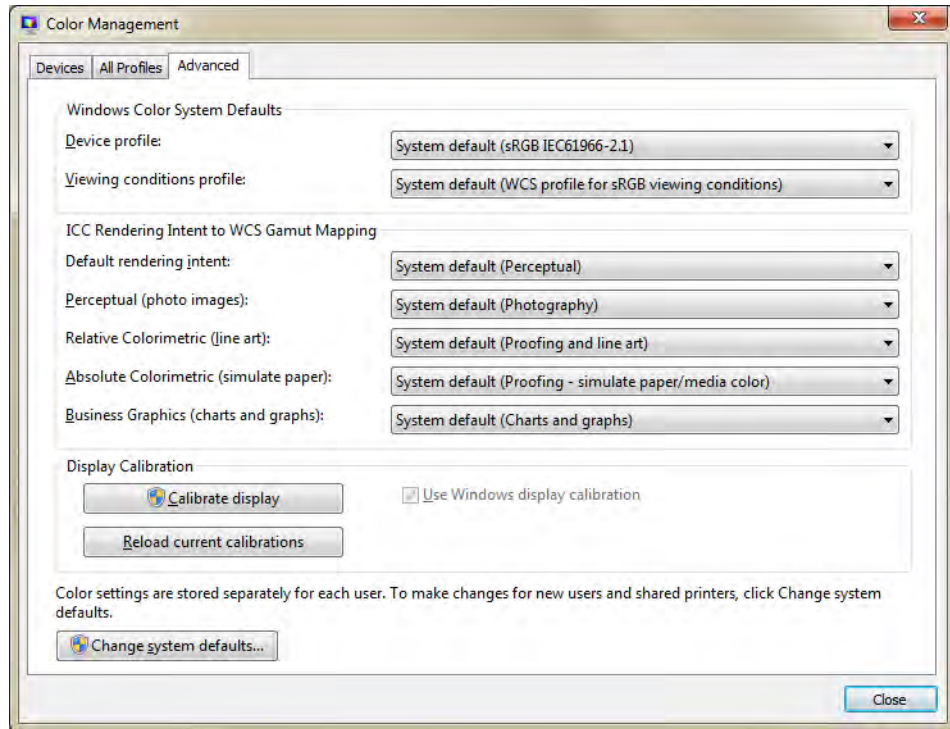 Color Management
Devices All Profiles Advanced
Windows Color System Defaults
Device profile: System default (sRGB IEC61966-2.1)
Viewing conditions profile: System default (WCS profile for sRGB viewing conditions)
ICC Rendering Intent to WCS Gamut Mapping
Default rendering intent: System default (Perceptual)
Perceptual (photo images): System default (Photography)
Relative Colorimetric (line art): System default (Proofing and line art)
Absolute Colorimetric (simulate paper): System default (Proofing - simulate paper/media color)
Business Graphics (charts and graphs): System default (Charts and graphs)
Display Calibration
Calibrate display Use Windows display calibration
Reload current calibrations
Color settings are stored separately for each user. To make changes for new users and shared printers, click Change system
defaults.
Change system defaults...
Close